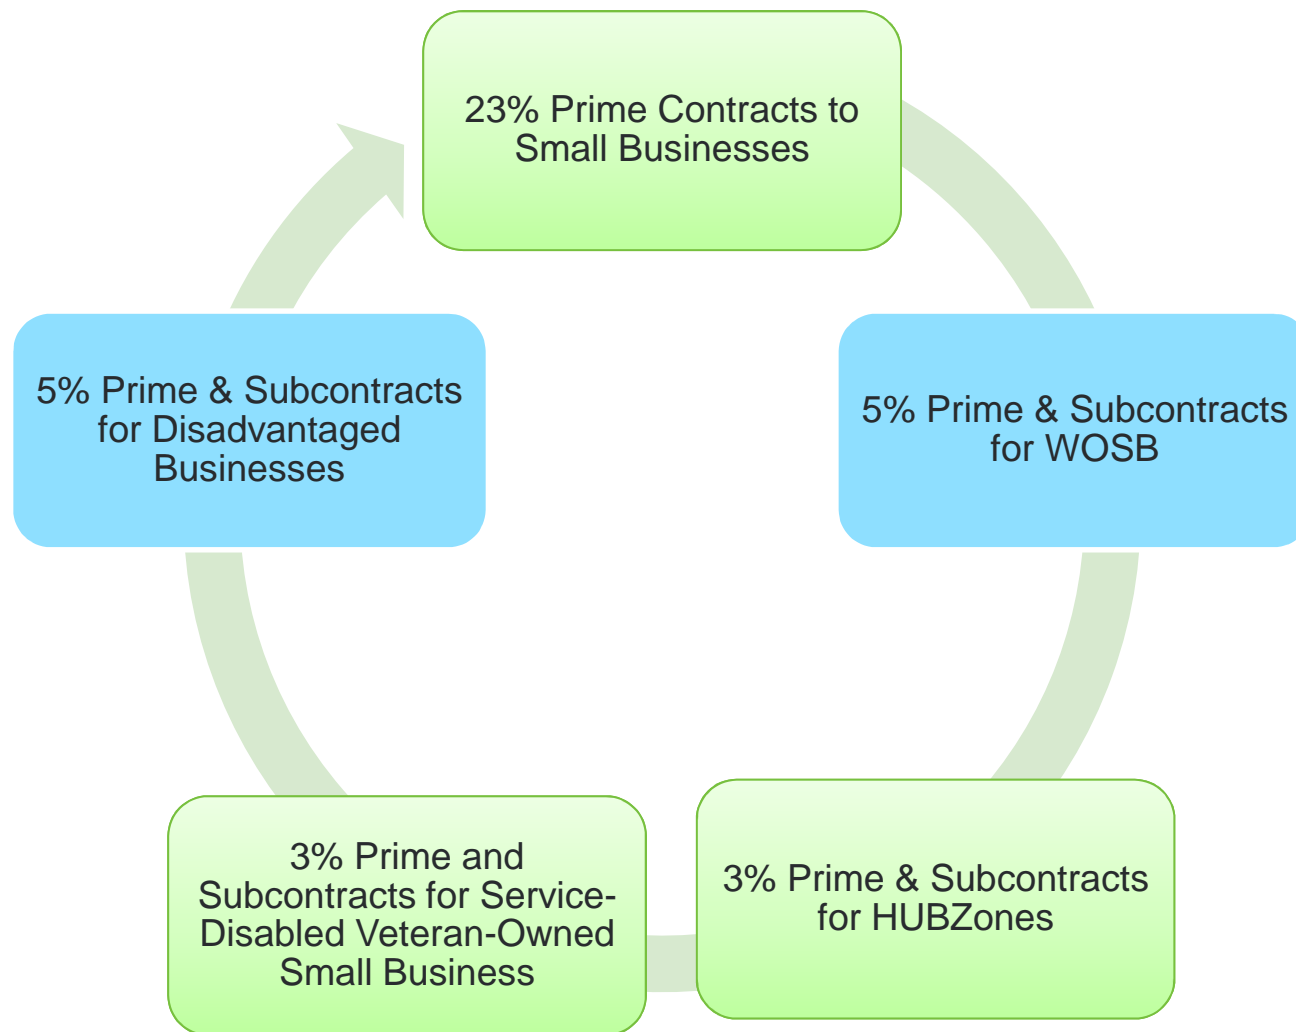 23% Prime Contracts to
Small Businesses
5% Prime & Subcontracts
for WOSB
3% Prime & Subcontracts
for HUBZones
3% Prime and
Subcontracts for Service-
Disabled Veteran-Owned
Small Business
5% Prime & Subcontracts
for Disadvantaged
Businesses